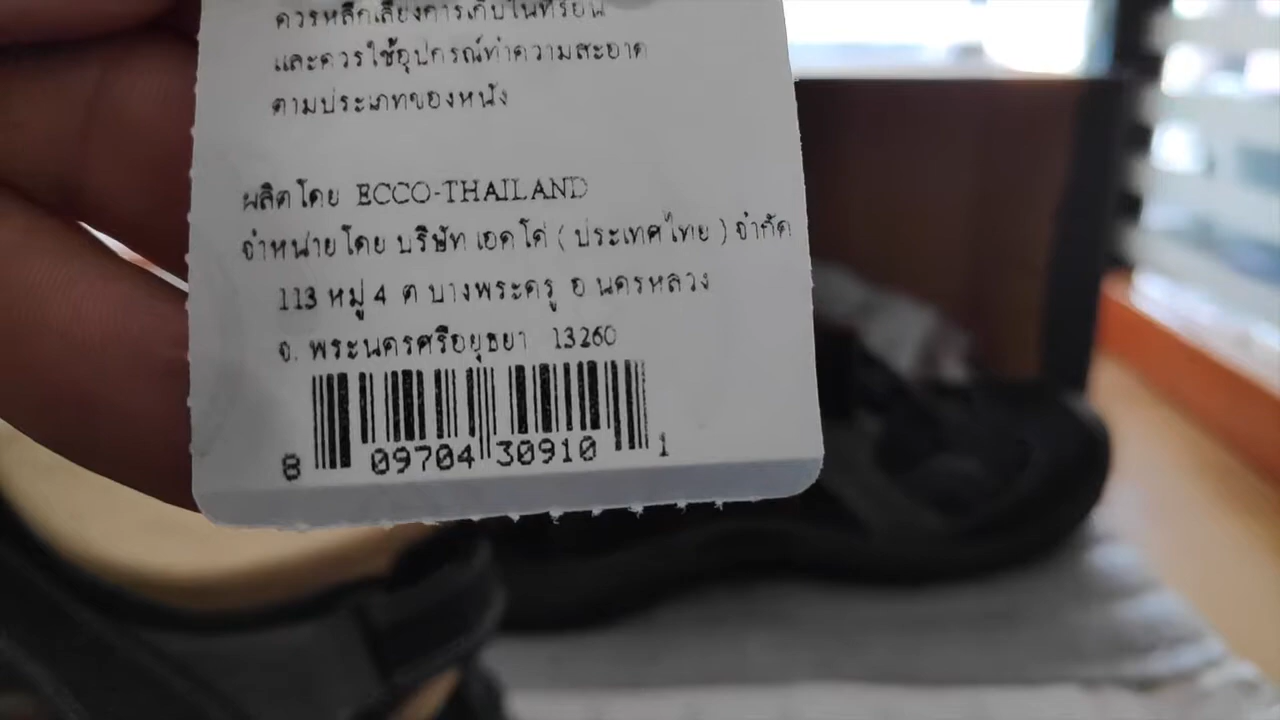 ควรหลีกเลี่ยงการเก็บในที่ร้อน
และควรใช้อุปกรณ์ทำความสะอาด
ตามประเภทของหนัง
ผลิตโดย ECCO-THAILAND
จำหน่ายโดย บริษัท เอคโค่ ( ประเทศไทย ) จำกัด
113 หมู่ 4 ต บางพระครู อ นครหลวง
จ. พระนครศรีอยุธยา 13260
8 09704 30910 1